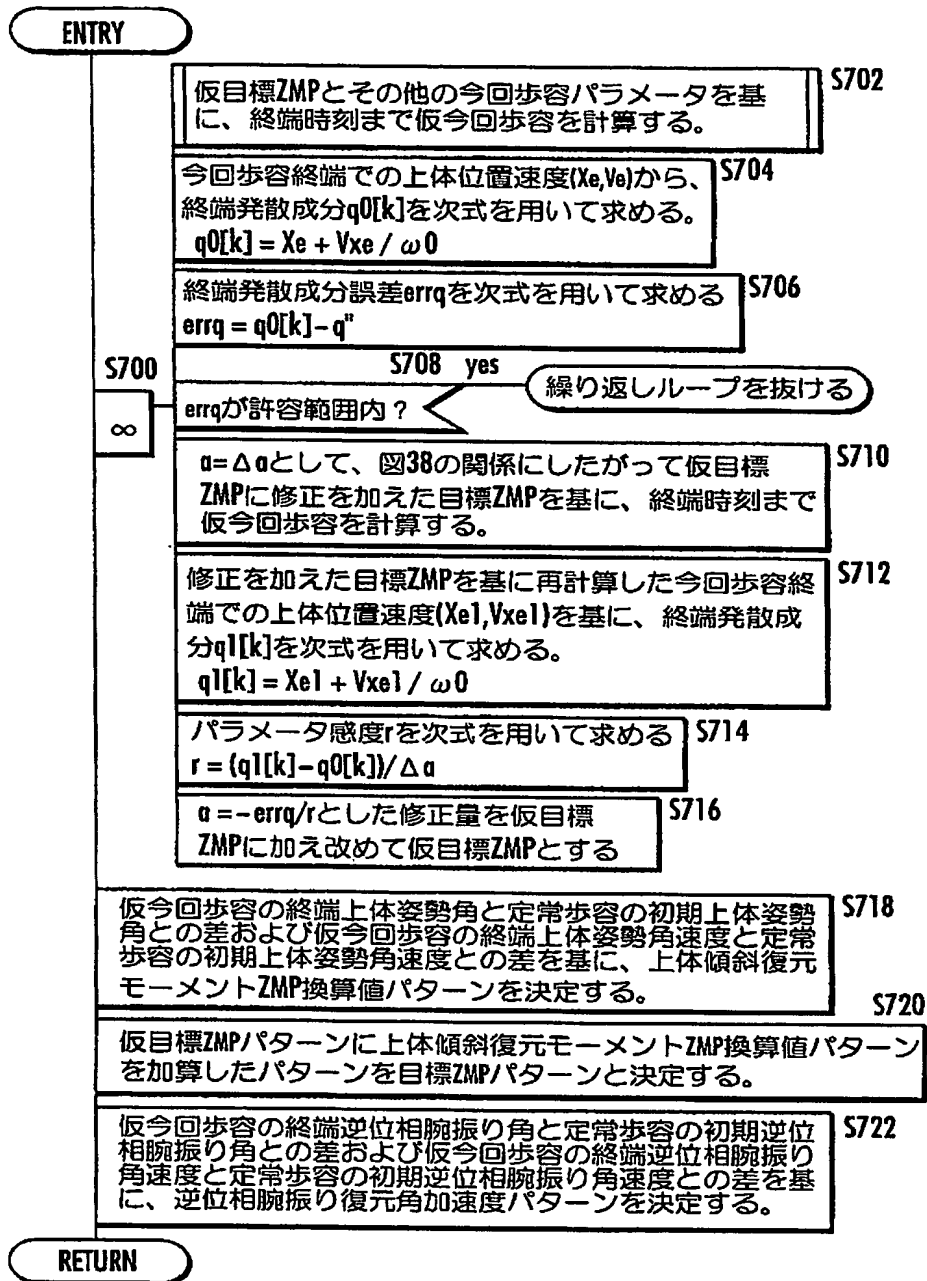 ENTRY
S702
仮目標ZMPとその他の今回歩容パラメータを基
に、終端時刻まで仮今回歩容を計算する。
S704
今回歩容終端での上体位置速度(Xe,Ve)から、
終端発散成分q0[k]を次式を用いて求める。
q0[k] = Xe + Vxe / ω0
S706
終端発散成分誤差errqを次式を用いて求める
errq = q0[k]-q"
S700
∞
S708 yes
errqが許容範囲内?
繰り返しループを抜ける
S710
a=Δaとして、図38の関係にしたがって仮目標
ZMPに修正を加えた目標ZMPを基に、終端時刻まで
仮今回歩容を計算する。
S712
修正を加えた目標ZMPを基に再計算した今回歩容終
端での上体位置速度(Xe1,Vxe1)を基に、終端発散成
分q1[k]を次式を用いて求める。
q1[k] = Xe1 + Vxe1 / ω0
S714
パラメータ感度rを次式を用いて求める
r = (q1[k]-q0[k])/Δa
S716
a =-errq/rとした修正量を仮目標
ZMPに加え改めて仮目標ZMPとする
S718
仮今回歩容の終端上体姿勢角と定常歩容の初期上体姿勢
角との差および仮今回歩容の終端上体姿勢角速度と定常
歩容の初期上体姿勢角速度との差を基に、上体傾斜復元
モーメントZMP換算値パターンを決定する。
S720
仮目標ZMPパターンに上体傾斜復元モーメントZMP換算値パターン
を加算したパターンを目標ZMPパターンと決定する。
S722
仮今回歩容の終端逆位相腕振り角と定常歩容の初期逆位
相腕振り角との差および仮今回歩容の終端逆位相腕振り
角速度と定常歩容の初期逆位相腕振り角速度との差を基
に、逆位相腕振り復元角加速度パターンを決定する。
RETURN